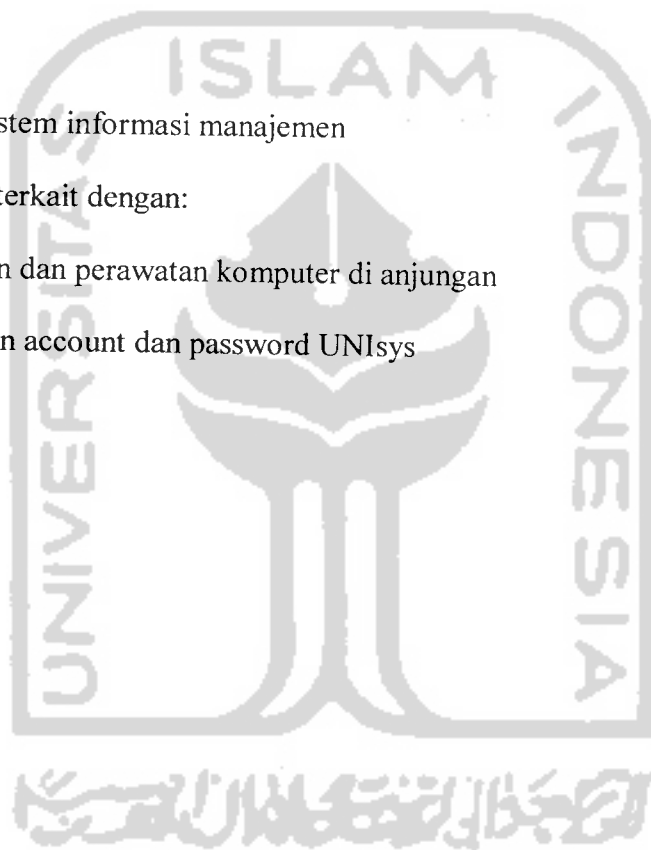 ISLAM
UNIVERSITAS
INDONESIA
stem informasi manajemen
terkait dengan:
n dan perawatan komputer di anjungan
n account dan password UNIsys